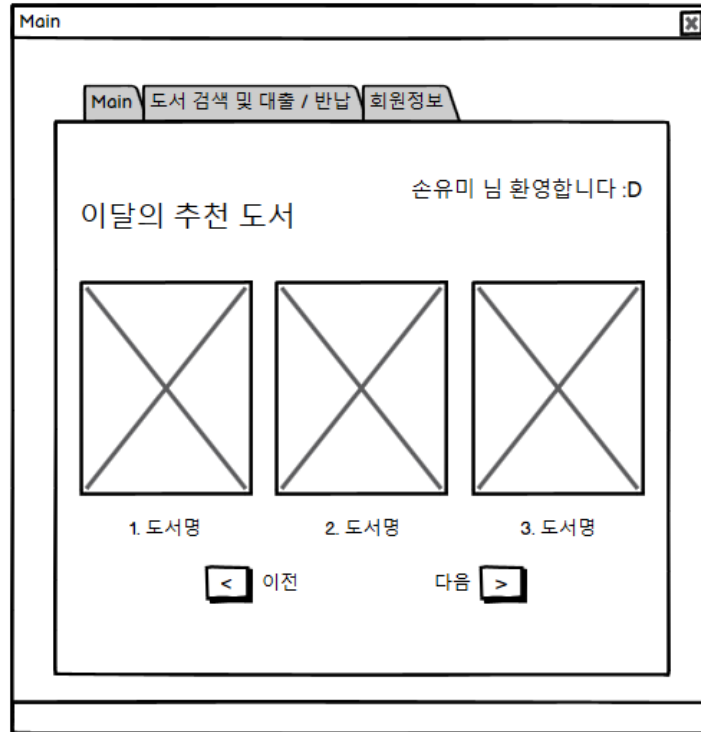 Main
Main 도서 검색 및 대출 / 반납 회원정보
손유미 님 환영합니다 :D
이달의 추천 도서
1. 도서명 2. 도서명 3. 도서명
< 이전 다음 >